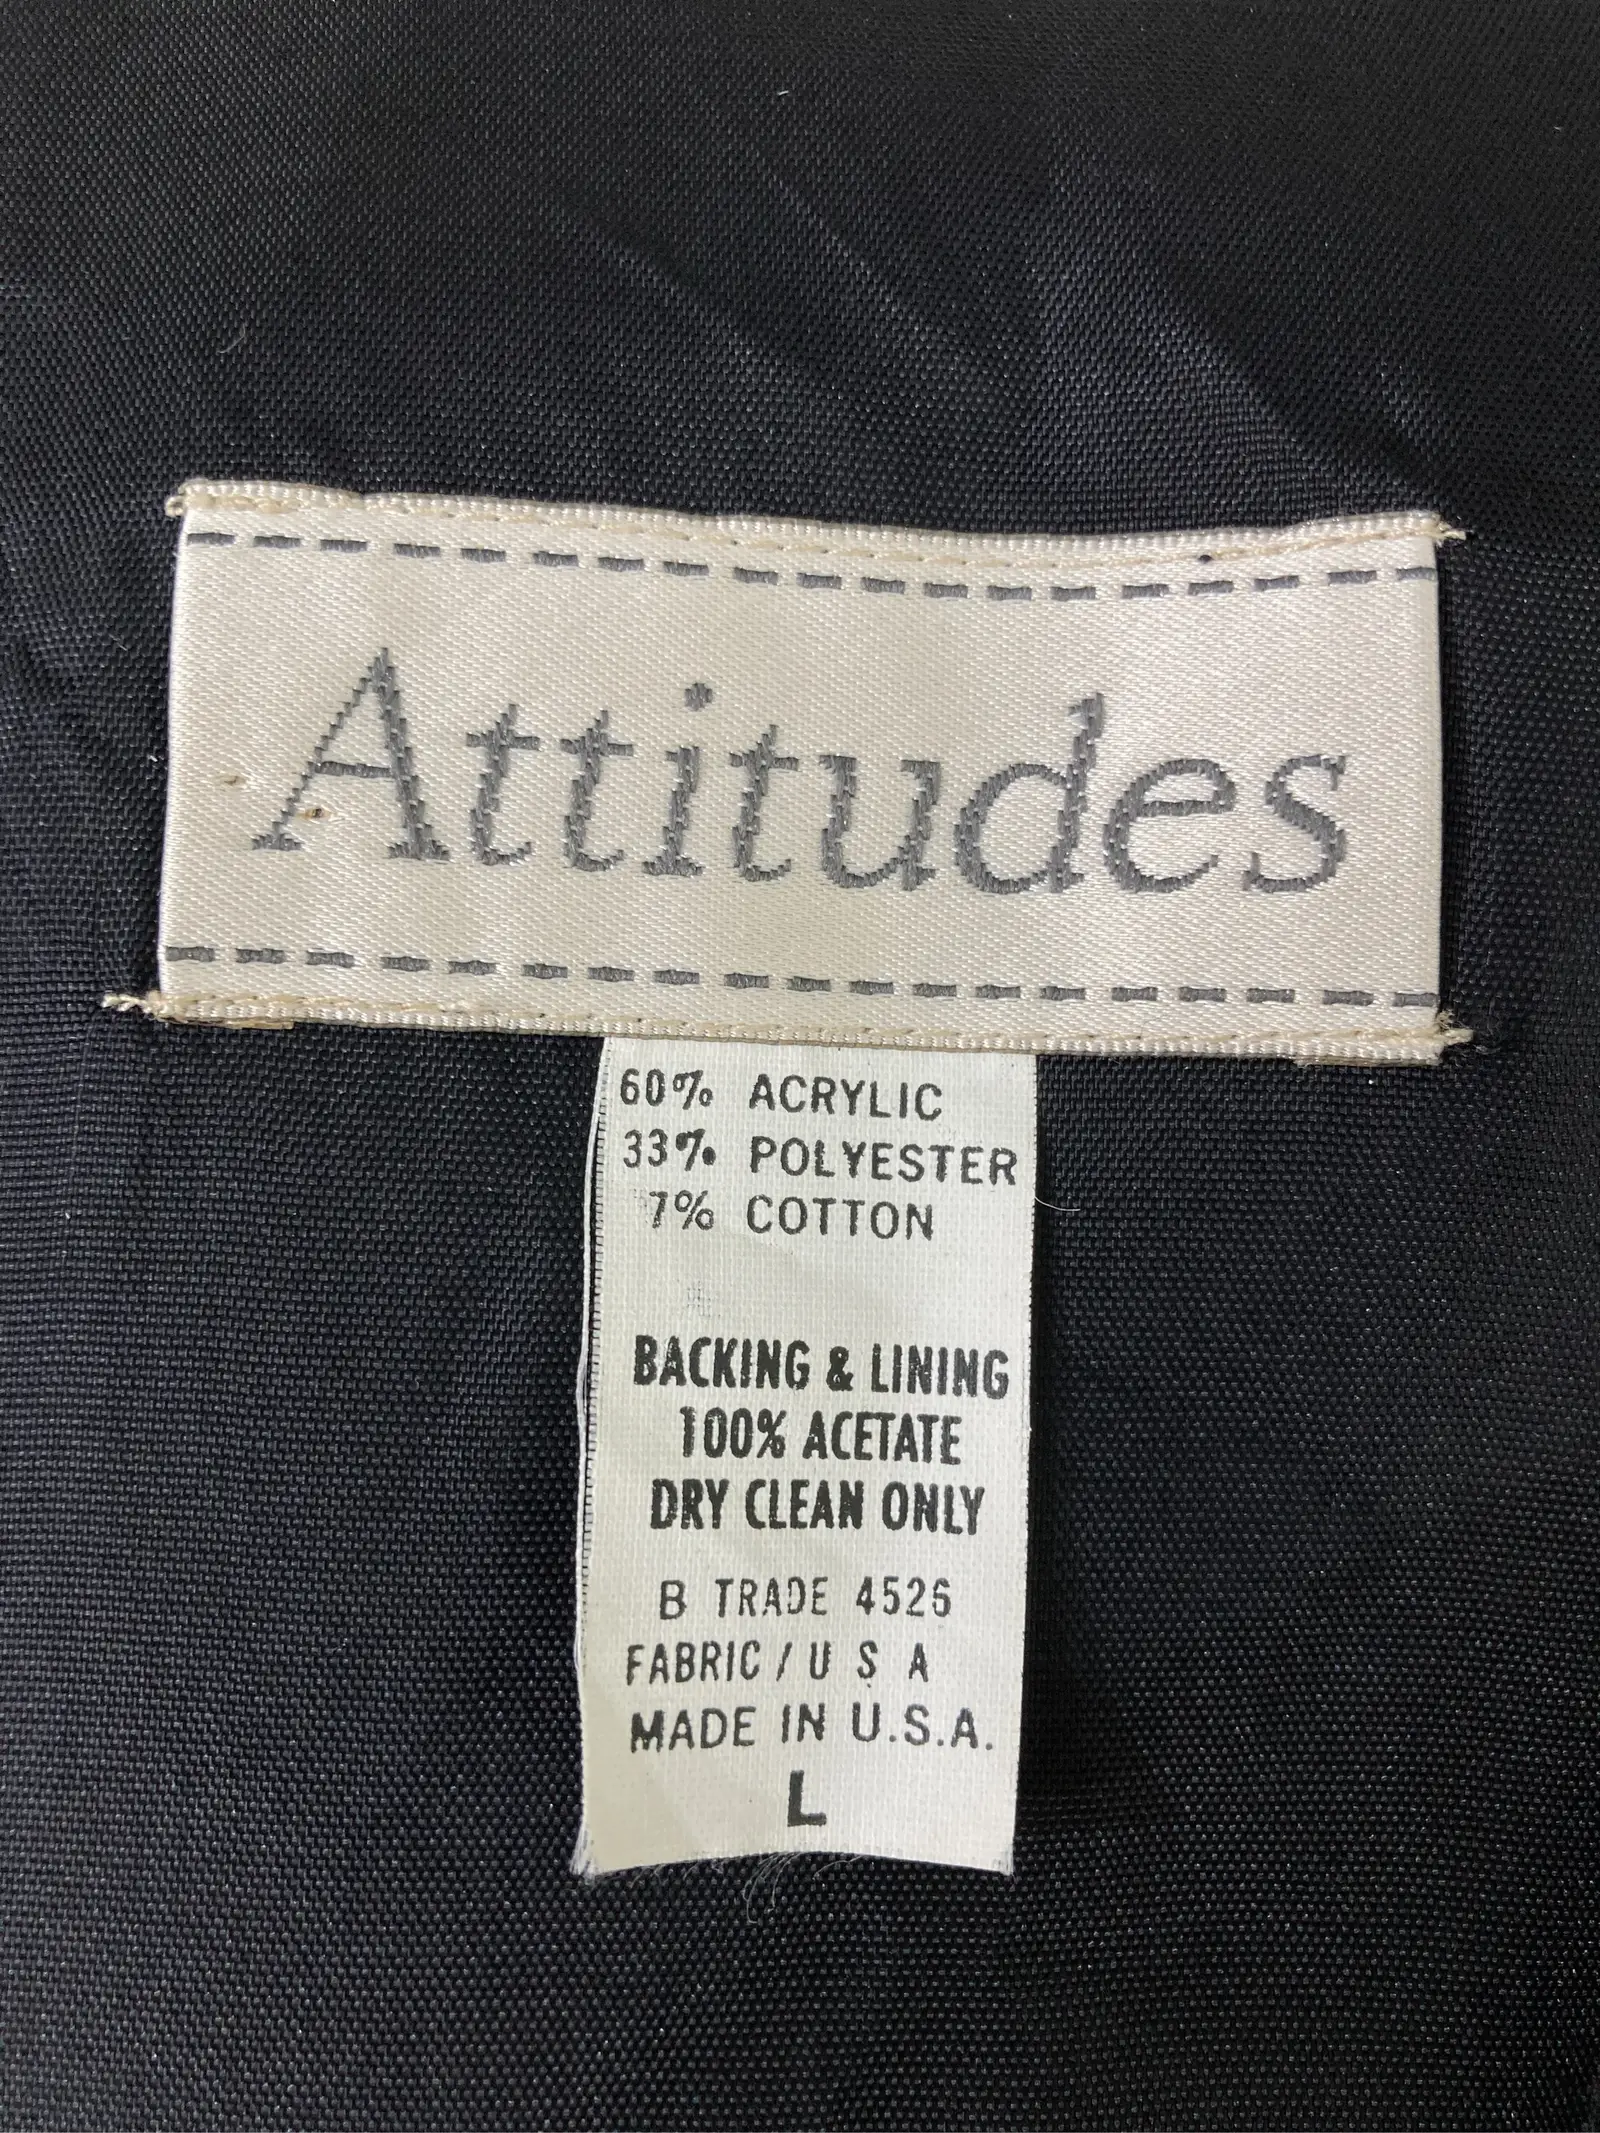 Attitudes
60% ACRYLIC
33% POLYESTER
7% COTTON
BACKING & LINING
100% ACETATE
DRY CLEAN ONLY
B TRADE 4526
FABRIC / U S A
MADE IN U.S.A.
L